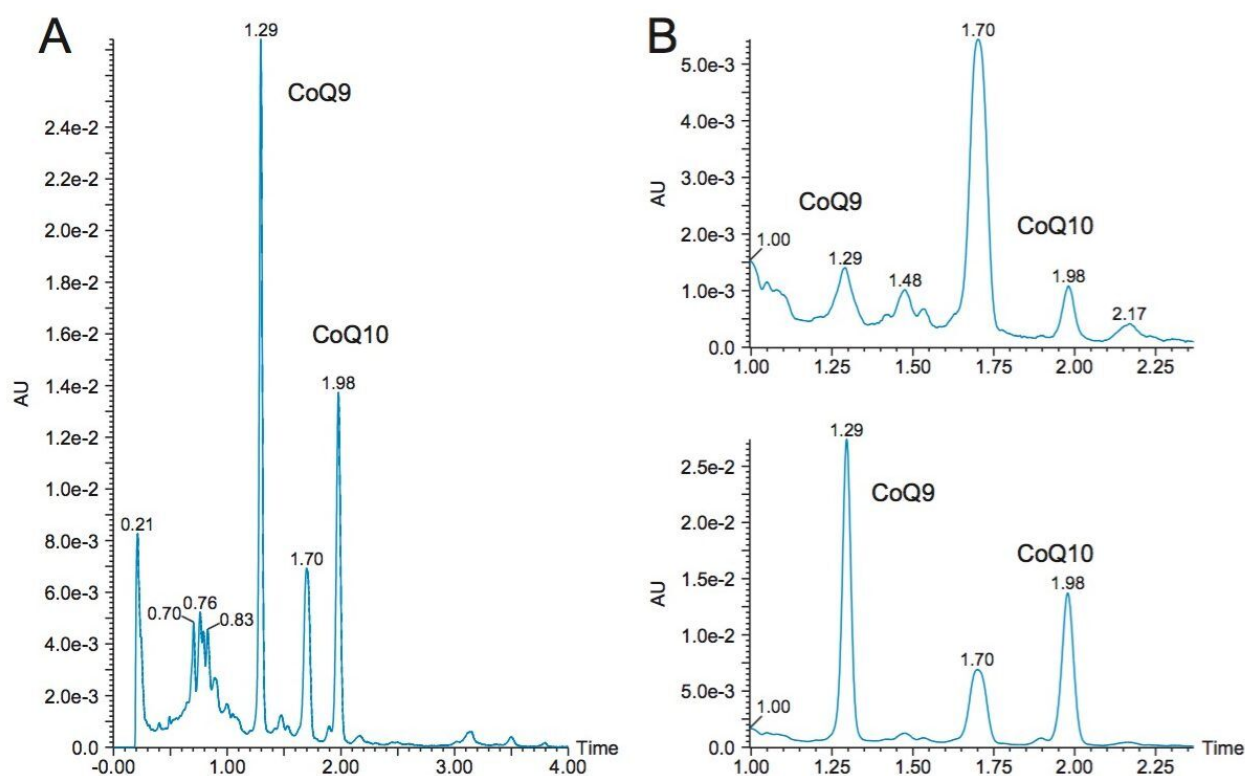 A
1.29
CoQ9
2.4e-2
2.2e-2
2.0e-2
1.8e-2
1.6e-2
CoQ10
1.4e-2
1.98
AU
1.2e-2
1.0e-2
0.21
8.0e-3
1.70
6.0e-3
0.76
0.70
0.83
4.0e-3
2.0e-3
0.0
Time
-0.00 1.00 2.00 3.00 4.00
B
1.70
5.0e-3
4.0e-3
AU
3.0e-3
CoQ9
CoQ10
2.0e-3
1.00
1.29
1.48
1.98
1.0e-3
2.17
0.0
1.00 1.25 1.50 1.75 2.00 2.25
1.29
2.5e-2
CoQ9
2.0e-2
CoQ10
1.98
AU
1.5e-2
1.0e-2
1.70
5.0e-3
1.00
0.0
Time
1.00 1.25 1.50 1.75 2.00 2.25